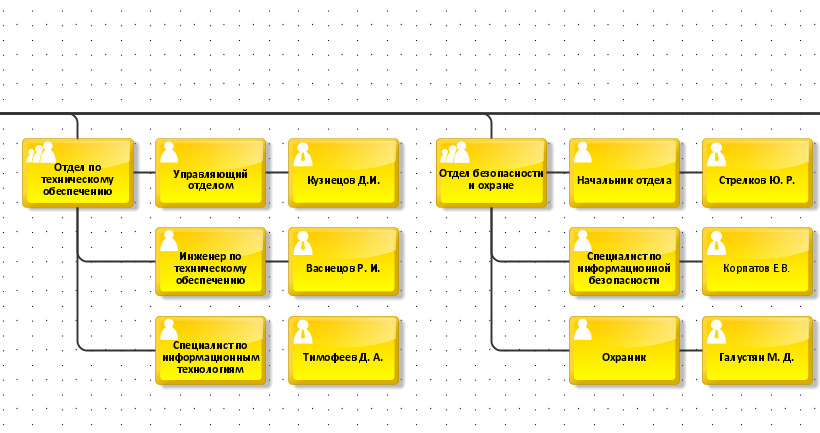 Отдел по
техническому
обеспечению
Управляющий
отделом
Кузнецов Д.И.
Инженер по
техническому
обеспечению
Васнецов Р. И.
Специалист по
информационным
технологиям
Тимофеев Д. А.
Отдел безопасности
и охране
Начальник отдела
Стрелков Ю. Р.
Специалист по
информационной
безопасности
Корпатов Е.В.
Охраник
Галустян М. Д.